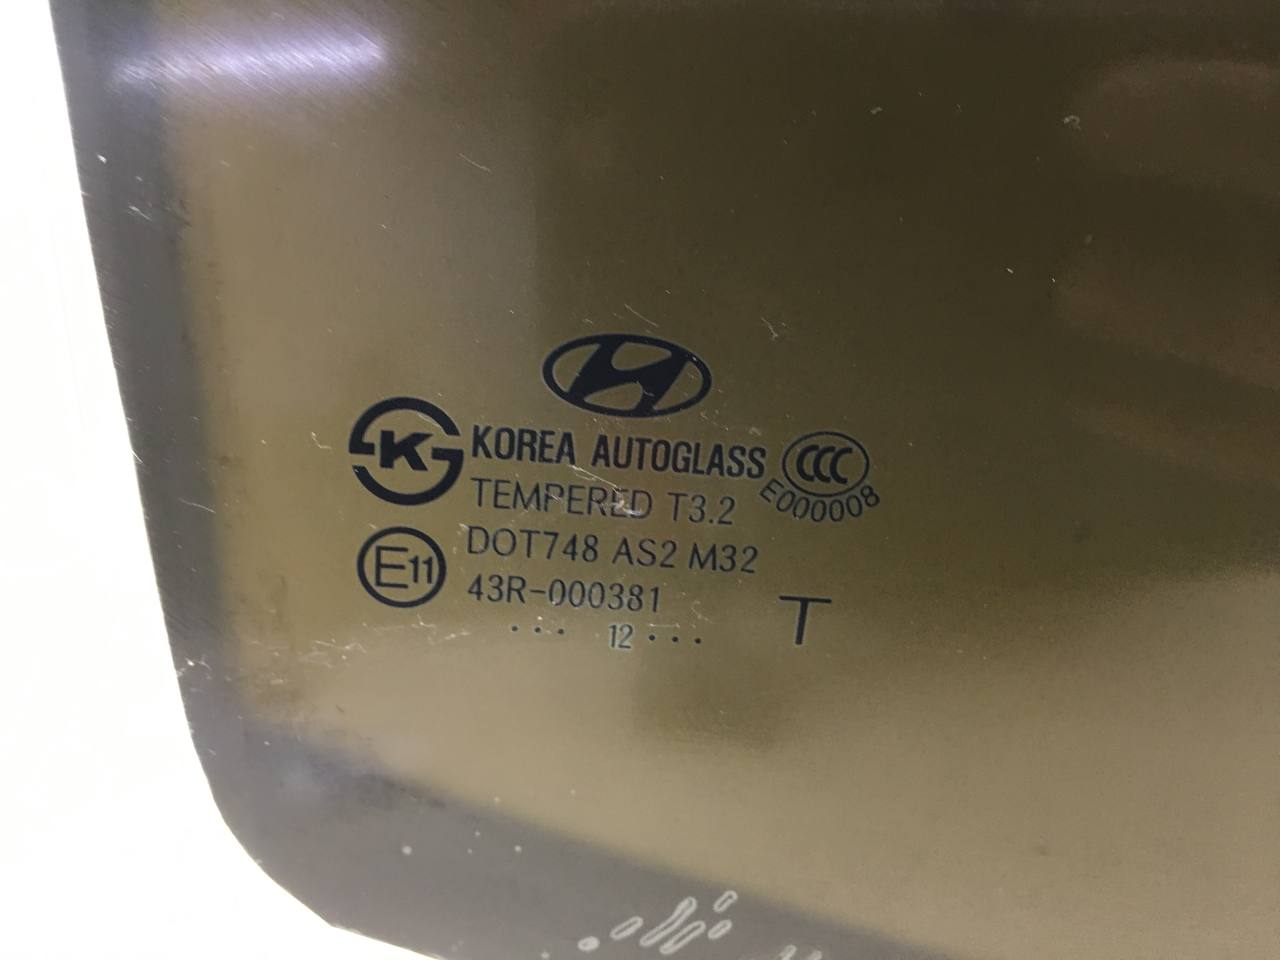 KOREA AUTOGLASS
CCC
E000008
K
TEMPERED T3.2
DOT748 AS2 M32
E11
43R-000381
••• 12 •••
T